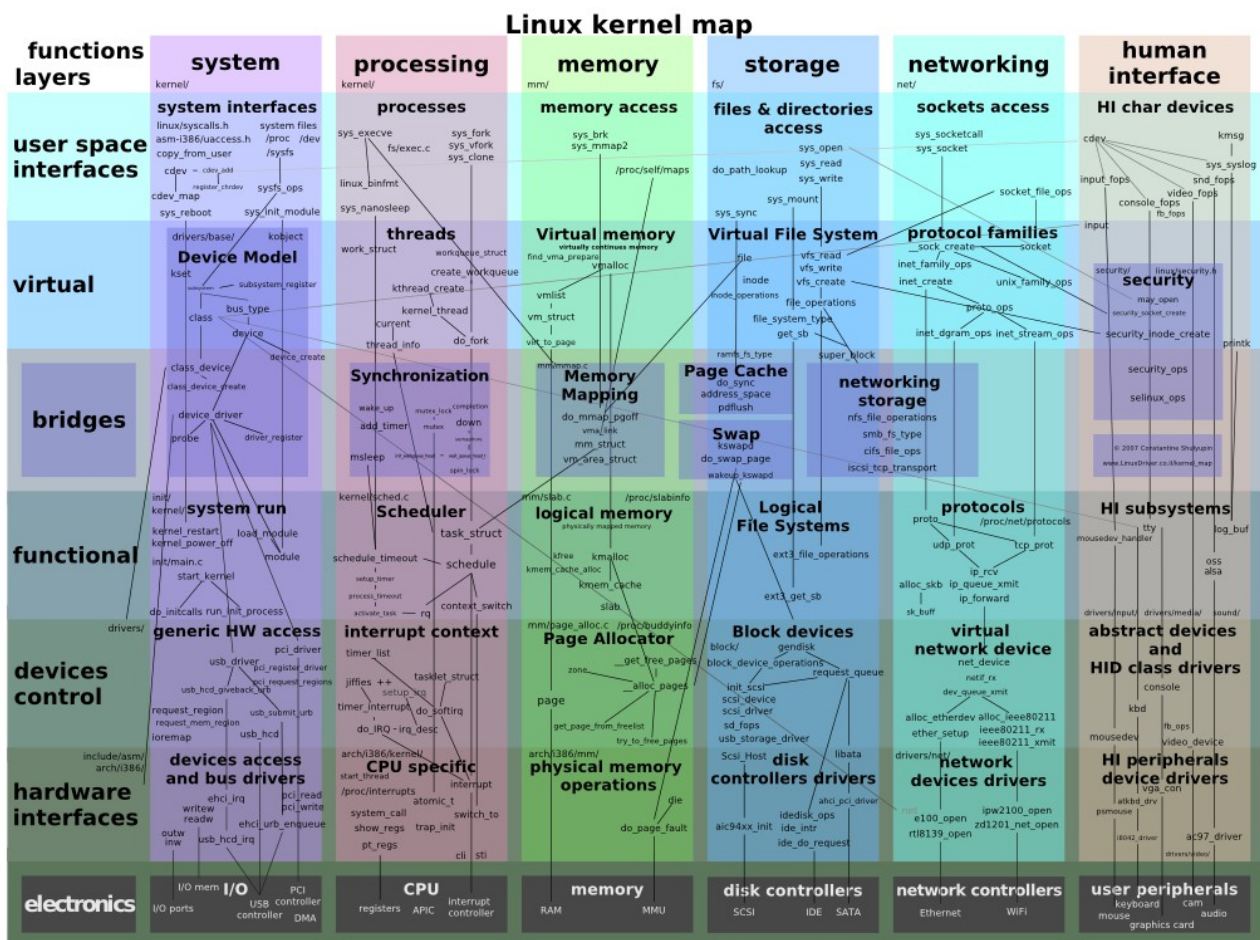 Linux kernel map
functions
layers
system
kernel/
processing
kernel/
memory
mm/
storage
fs/
networking
net/
human
interface
user space
interfaces
system interfaces
linux/syscalls.h
system files
asm-i386/uaccess.h
/proc /dev
copy_from_user
/sysfs
cdev
cdev_add
register_chrdev
cdev_map
sysfs_ops
sys_reboot
sys_init_module
processes
sys_execve
sys_fork
fs/exec.c
sys_vfork
sys_clone
linux_binfmt
sys_nanosleep
memory access
sys_brk
sys_mmap2
/proc/self/maps
files & directories
access
sys_open
sys_read
do_path_lookup
sys_write
sys_mount
sys_sync
sockets access
sys_socketcall
sys_socket
socket_file_ops
HI char devices
cdev
kmsg
sys_syslog
input_fops
snd_fops
video_fops
console_fops
fb_fops
virtual
drivers/base/
kobject
Device Model
kset
subsystem_register
bus_type
class
device
device_create
threads
work_struct
workqueue_struct
create_workqueue
kthread_create
kernel_thread
current
do_fork
thread_info
Virtual memory
virtually continues memory
find_vma_prepare
vmalloc
vmlist
vm_struct
virt_to_page
Virtual File System
file
vfs_read
vfs_write
inode
vfs_create
inode_operations
file_operations
file_system_type
get_sb
ramfs_fs_type
super_block
protocol families
sock_create
socket
inet_family_ops
inet_create
unix_family_ops
proto_ops
inet_dgram_ops
inet_stream_ops
input
security/
linux/security.h
security
may_open
security_socket_create
security_inode_create
printk
security_ops
selinux_ops
bridges
class_device
class_device_create
device_driver
probe
driver_register
Synchronization
wake_up
completion
mutex_lock
add_timer
mutex
down
msleep
spin_lock
mm/mmap.c
Memory
Mapping
do_mmap_pgoff
vma_link
mm_struct
vm_area_struct
Page Cache
do_sync
address_space
pdflush
Swap
kswapd
do_swap_page
wakeup_kswapd
networking
storage
nfs_file_operations
smb_fs_type
cifs_file_ops
iscsi_tcp_transport
© 2007 Constantine Shulyupin
www.LinuxDriver.co.il/kernel_map
functional
init/
kernel/
system run
kernel_restart
kernel_power_off
load_module
module
init/main.c
start_kernel
do_initcalls
run_init_process
kernel/sched.c
Scheduler
task_struct
schedule_timeout
schedule
setup_timer
process_timeout
activate_task
rq
context_switch
mm/slab.c
/proc/slabinfo
logical memory
physically mapped memory
kfree
kmalloc
kmem_cache_alloc
kmem_cache
slab
Logical
File Systems
ext3_file_operations
ext3_get_sb
protocols
proto
/proc/net/protocols
udp_prot
tcp_prot
ip_rcv
alloc_skb
ip_queue_xmit
ip_forward
sk_buff
HI subsystems
tty
log_buf
mousedev_handler
oss
alsa
drivers/input/
drivers/media/
sound/
devices
control
drivers/
generic HW access
pci_driver
usb_driver
pci_register_driver
pci_request_regions
usb_hcd_giveback_urb
request_region
usb_submit_urb
request_mem_region
ioremap
usb_hcd
interrupt context
timer_list
tasklet_struct
jiffies ++
setup_irq
timer_interrupt
do_softirq
do_IRQ - irq_desc
mm/page_alloc.c
/proc/buddyinfo
Page Allocator
__get_free_pages
zone
__alloc_pages
page
get_page_from_freelist
try_to_free_pages
Block devices
block/
gendisk
block_device_operations
request_queue
init_scsi
scsi_device
scsi_driver
sd_fops
usb_storage_driver
virtual
network device
net_device
netif_rx
dev_queue_xmit
alloc_etherdev
alloc_ieee80211
ether_setup
ieee80211_rx
ieee80211_xmit
abstract devices
and
HID class drivers
console
kbd
fb_ops
mousedev
video_device
hardware
interfaces
include/asm/
arch/i386/
devices access
and bus drivers
ehci_irq
pci_read
pci_write
writew
readw
ehci_urb_enqueue
outw
inw
usb_hcd_irq
arch/i386/kernel/
CPU specific
start_thread
interrupt
/proc/interrupts
atomic_t
system_call
switch_to
show_regs
trap_init
pt_regs
cli
sti
arch/i386/mm/
physical memory
operations
die
do_page_fault
Scsi_Host
libata
disk
controllers drivers
ahci_pci_driver
idedisk_ops
aic94xx_init
ide_intr
ide_do_request
drivers/net/
network
devices drivers
net
ipw2100_open
e100_open
zd1201_net_open
rtl8139_open
HI peripherals
device drivers
vga_con
atkbd_drv
psmouse
i8042_driver
ac97_driver
drivers/video/
electronics
I/O mem
I/O
PCI
controller
I/O ports
USB
controller
DMA
CPU
registers
APIC
interrupt
controller
memory
RAM
MMU
disk controllers
SCSI
IDE
SATA
network controllers
Ethernet
WiFi
user peripherals
keyboard
cam
mouse
audio
graphics card